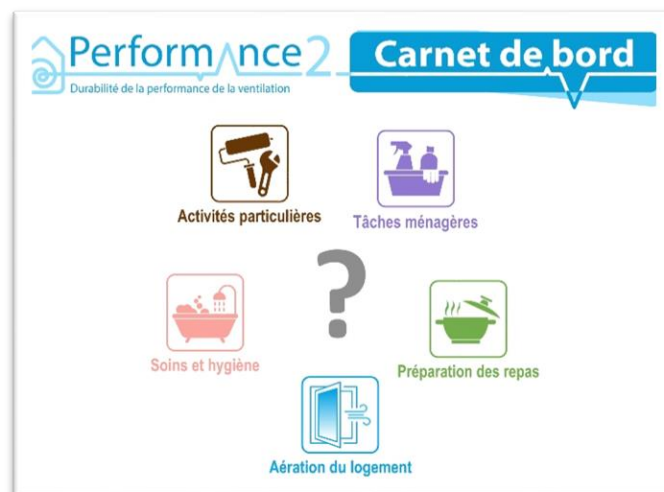 Performance2
Durabilité de la performance de la ventilation
Carnet de bord
Activités particulières
Tâches ménagères
?
Soins et hygiène
Préparation des repas
Aération du logement